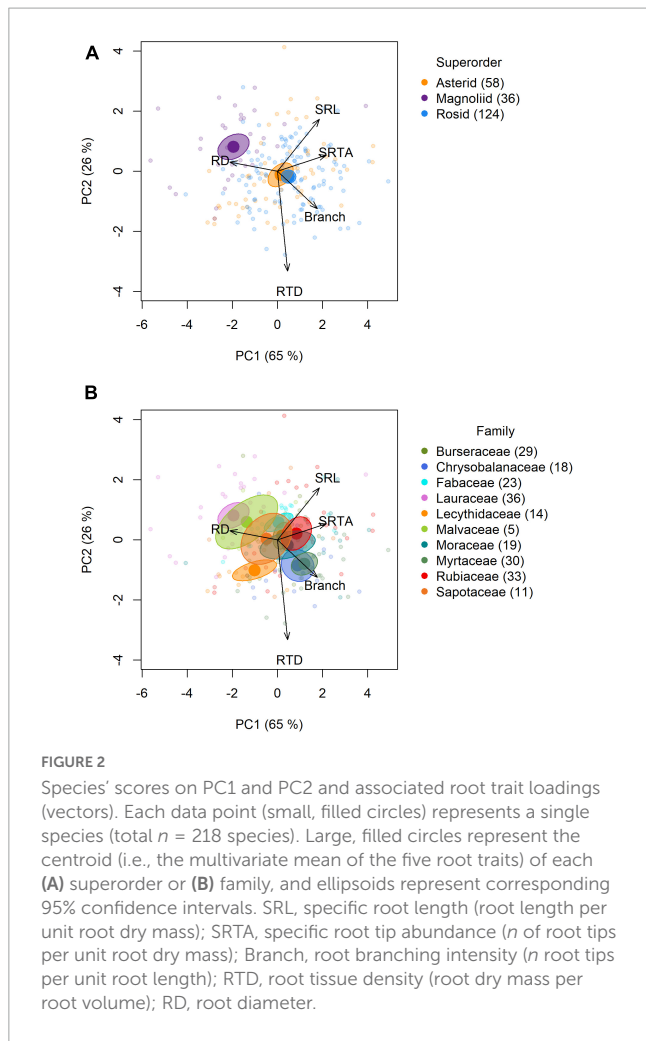 A
Superorder
Asterid (58)
Magnoliid (36)
Rosid (124)
PC2 (26 %)
4
2
0
-2
-4
SRL
SRTA
RD
Branch
RTD
-6 -4 -2 0 2 4
PC1 (65 %)
B
Family
Burseraceae (29)
Chrysobalanaceae (18)
Fabaceae (23)
Lauraceae (36)
Lecythidaceae (14)
Malvaceae (5)
Moraceae (19)
Myrtaceae (30)
Rubiaceae (33)
Sapotaceae (11)
PC2 (26 %)
4
2
0
-2
-4
SRL
SRTA
RD
Branch
RTD
-6 -4 -2 0 2 4
PC1 (65 %)
FIGURE 2
Species' scores on PC1 and PC2 and associated root trait loadings
(vectors). Each data point (small, filled circles) represents a single
species (total n = 218 species). Large, filled circles represent the
centroid (i.e., the multivariate mean of the five root traits) of each
(A) superorder or (B) family, and ellipsoids represent corresponding
95% confidence intervals. SRL, specific root length (root length per
unit root dry mass); SRTA, specific root tip abundance (n of root tips
per unit root dry mass); Branch, root branching intensity (n root tips
per unit root length); RTD, root tissue density (root dry mass per
root volume); RD, root diameter.